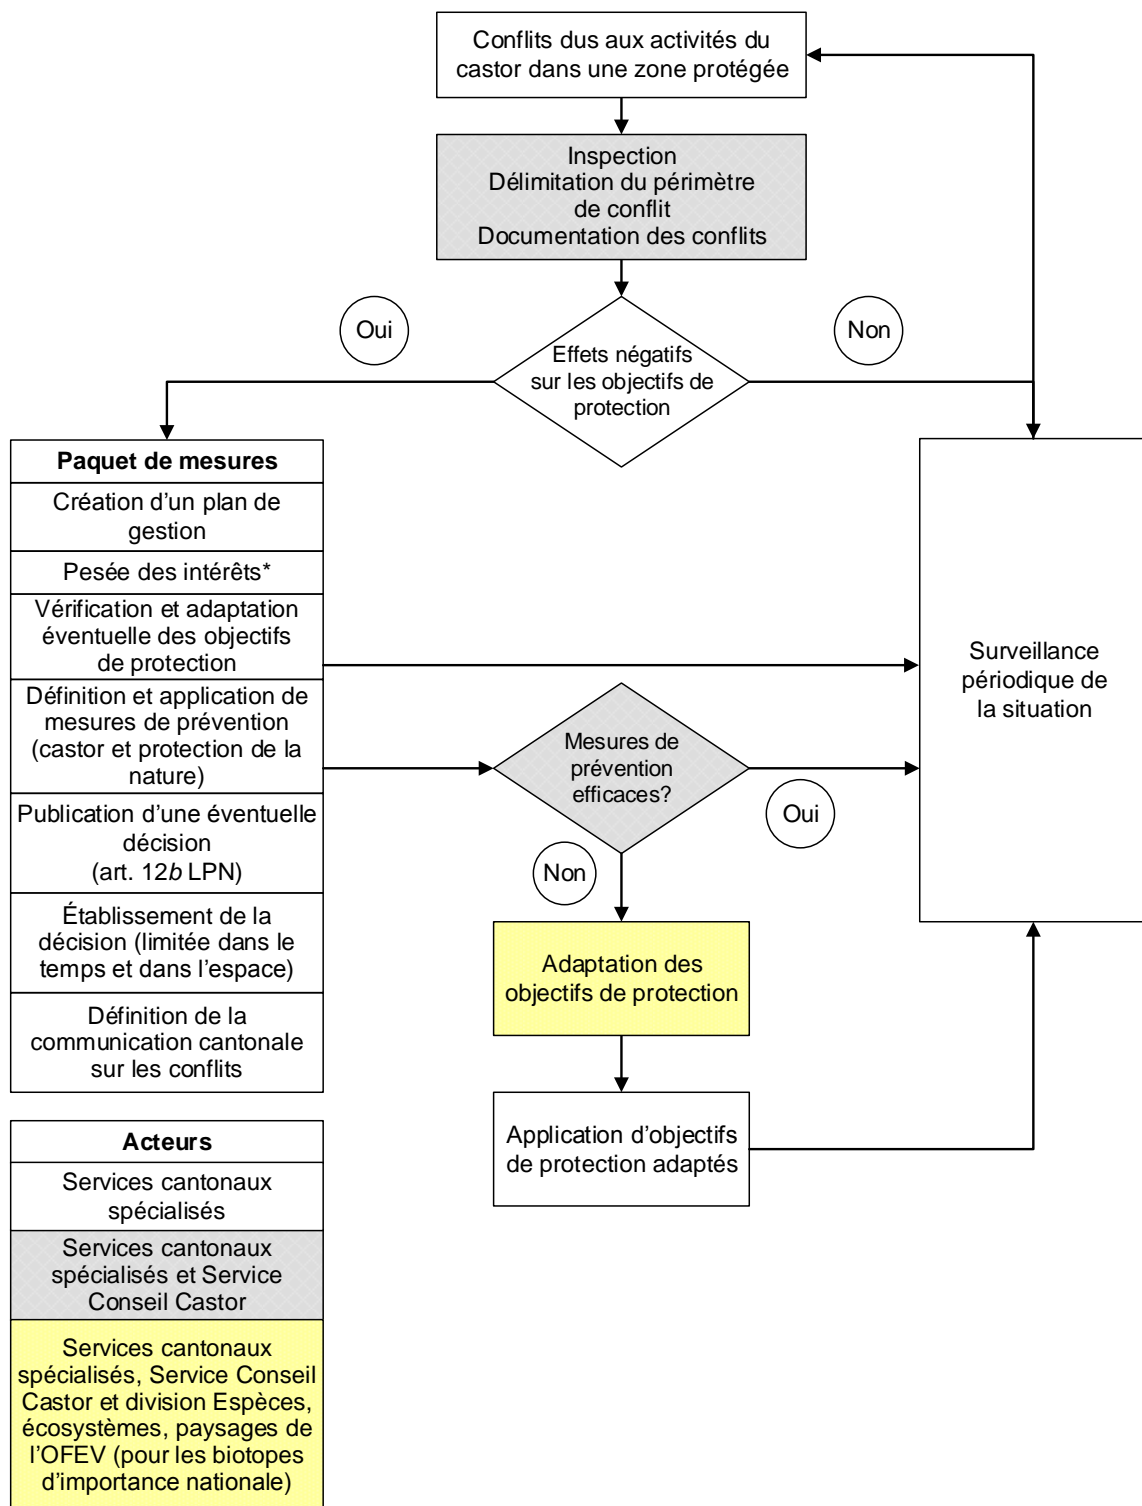 Conflits dus aux activités du
castor dans une zone protégée
Inspection
Délimitation du périmètre
de conflit
Documentation des conflits
Oui
Non
Effets négatifs
sur les objectifs de
protection
Paquet de mesures
Création d’un plan de
gestion
Pesée des intérêts*
Vérification et adaptation
éventuelle des objectifs
de protection
Définition et application de
mesures de prévention
(castor et protection de la
nature)
Publication d’une éventuelle
décision
(art. 12b LPN)
Établissement de la
décision (limitée dans le
temps et dans l’espace)
Définition de la
communication cantonale
sur les conflits
Mesures de
prévention
efficaces?
Oui
Non
Surveillance
périodique de
la situation
Adaptation des
objectifs de protection
Application d’objectifs
de protection adaptés
Acteurs
Services cantonaux
spécialisés
Services cantonaux
spécialisés et Service
Conseil Castor
Services cantonaux
spécialisés, Service Conseil
Castor et division Espèces,
écosystèmes, paysages de
l’OFEV (pour les biotopes
d’importance nationale)